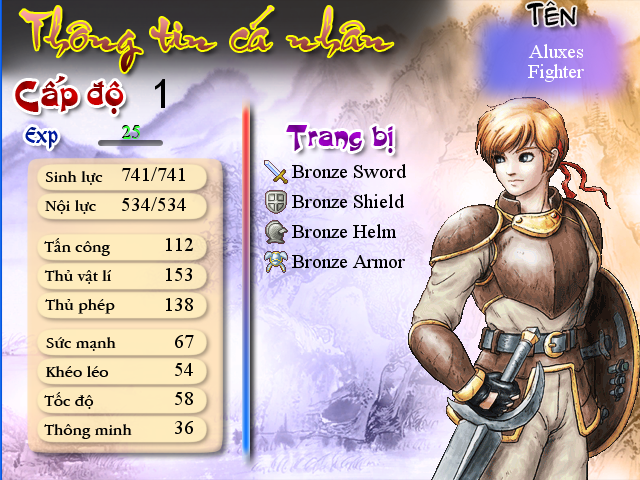 Thông tin cá nhân
TÊN
Aluxes
Fighter
Cấp độ 1
Exp 25
Trang bị
Bronze Sword
Bronze Shield
Bronze Helm
Bronze Armor
Sinh lực 741/741
Nội lực 534/534
Tấn công 112
Thủ vật lí 153
Thủ phép 138
Sức mạnh 67
Khéo léo 54
Tốc độ 58
Thông minh 36